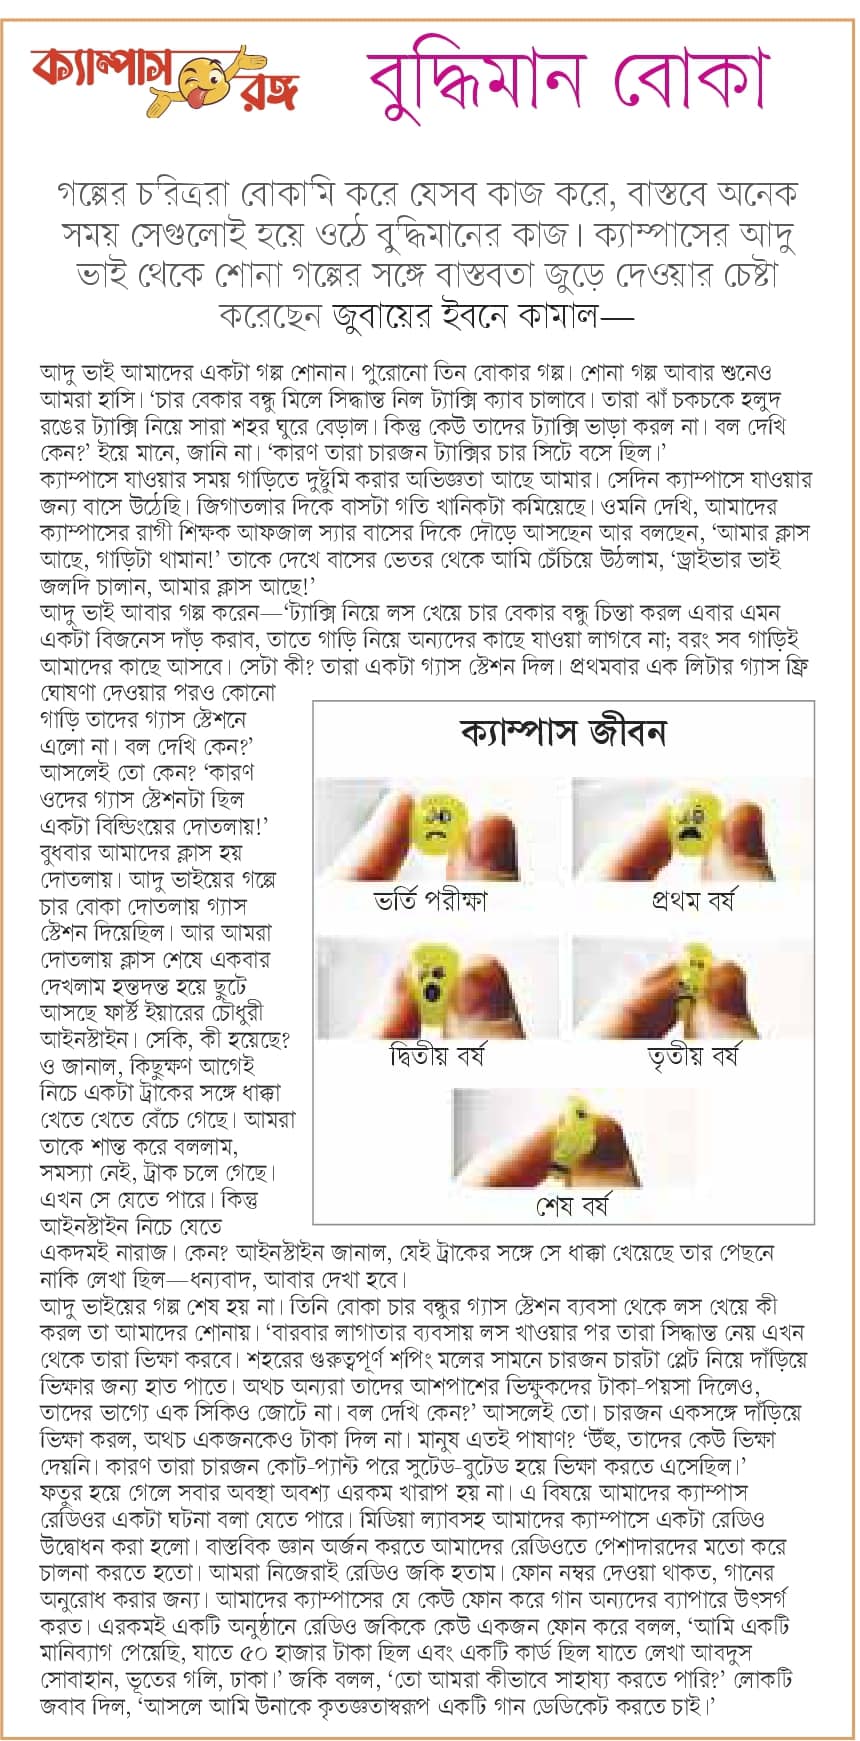 ক্যাম্পাস রঙ্গ
বুদ্ধিমান বোকা
গল্পের চরিত্ররা বোকামি করে যেসব কাজ করে, বাস্তবে অনেক
সময় সেগুলোই হয়ে ওঠে বুদ্ধিমানের কাজ। ক্যাম্পাসের আদু
ভাই থেকে শোনা গল্পের সঙ্গে বাস্তবতা জুড়ে দেওয়ার চেষ্টা
করেছেন জুবায়ের ইবনে কামাল—
আদু ভাই আমাদের একটা গল্প শোনান। পুরোনো তিন বোকার গল্প। শোনা গল্প আবার শুনেও
আমরা হাসি। ‘চার বেকার বন্ধু মিলে সিদ্ধান্ত নিল ট্যাক্সি ক্যাব চালাবে। তারা ঝাঁ চকচকে হলুদ
রঙের ট্যাক্সি নিয়ে সারা শহর ঘুরে বেড়াল। কিন্তু কেউ তাদের ট্যাক্সি ভাড়া করল না। বল দেখি
কেন?’ ইয়ে মানে, জানি না। ‘কারণ তারা চারজন ট্যাক্সির চার সিটে বসে ছিল।’
ক্যাম্পাসে যাওয়ার সময় গাড়িতে দুষ্টুমি করার অভিজ্ঞতা আছে আমার। সেদিন ক্যাম্পাসে যাওয়ার
জন্য বাসে উঠেছি। জিগাতলার দিকে বাসটা গতি খানিকটা কমিয়েছে। ওমনি দেখি, আমাদের
ক্যাম্পাসের রাগী শিক্ষক আফজাল স্যার বাসের দিকে দৌড়ে আসছেন আর বলছেন, ‘আমার ক্লাস
আছে, গাড়িটা থামান!’ তাকে দেখে বাসের ভেতর থেকে আমি চেঁচিয়ে উঠলাম, ‘ড্রাইভার ভাই
জলদি চালান, আমার ক্লাস আছে!’
আদু ভাই আবার গল্প করেন—‘ট্যাক্সি নিয়ে লস খেয়ে চার বেকার বন্ধু চিন্তা করল এবার এমন
একটা বিজনেস দাঁড় করাব, তাতে গাড়ি নিয়ে অন্যদের কাছে যাওয়া লাগবে না; বরং সব গাড়িই
আমাদের কাছে আসবে। সেটা কী? তারা একটা গ্যাস স্টেশন দিল। প্রথমবার এক লিটার গ্যাস ফ্রি
ঘোষণা দেওয়ার পরও কোনো
গাড়ি তাদের গ্যাস স্টেশনে
এলো না। বল দেখি কেন?’
আসলেই তো কেন? ‘কারণ
ওদের গ্যাস স্টেশনটা ছিল
একটা বিল্ডিংয়ের দোতলায়!’
বুধবার আমাদের ক্লাস হয়
দোতলায়। আদু ভাইয়ের গল্পে
চার বোকা দোতলায় গ্যাস
স্টেশন দিয়েছিল। আর আমরা
দোতলায় ক্লাস শেষে একবার
দেখলাম হন্তদন্ত হয়ে ছুটে
আসছে ফার্স্ট ইয়ারের চৌধুরী
আইনস্টাইন। সেকি, কী হয়েছে?
ও জানাল, কিছুক্ষণ আগেই
নিচে একটা ট্রাকের সঙ্গে ধাক্কা
খেতে খেতে বেঁচে গেছে। আমরা
তাকে শান্ত করে বললাম,
সমস্যা নেই, ট্রাক চলে গেছে।
এখন সে যেতে পারে। কিন্তু
আইনস্টাইন নিচে যেতে
একদমই নারাজ। কেন? আইনস্টাইন জানাল, যেই ট্রাকের সঙ্গে সে ধাক্কা খেয়েছে তার পেছনে
নাকি লেখা ছিল—ধন্যবাদ, আবার দেখা হবে।
আদু ভাইয়ের গল্প শেষ হয় না। তিনি বোকা চার বন্ধুর গ্যাস স্টেশন ব্যবসা থেকে লস খেয়ে কী
করল তা আমাদের শোনায়। ‘বারবার লাগাতার ব্যবসায় লস খাওয়ার পর তারা সিদ্ধান্ত নেয় এখন
থেকে তারা ভিক্ষা করবে। শহরের গুরুত্বপূর্ণ শপিং মলের সামনে চারজন চারটা প্লেট নিয়ে দাঁড়িয়ে
ভিক্ষার জন্য হাত পাতে। অথচ অন্যরা তাদের আশপাশের ভিক্ষুকদের টাকা-পয়সা দিলেও,
তাদের ভাগ্যে এক সিকিও জোটে না। বল দেখি কেন?’ আসলেই তো। চারজন একসঙ্গে দাঁড়িয়ে
ভিক্ষা করল, অথচ একজনকেও টাকা দিল না। মানুষ এতই পাষাণ? ‘উঁহু, তাদের কেউ ভিক্ষা
দেয়নি। কারণ তারা চারজন কোট-প্যান্ট পরে সুটেড-বুটেড হয়ে ভিক্ষা করতে এসেছিল।’
ফতুর হয়ে গেলে সবার অবস্থা অবশ্য এরকম খারাপ হয় না। এ বিষয়ে আমাদের ক্যাম্পাস
রেডিওর একটা ঘটনা বলা যেতে পারে। মিডিয়া ল্যাবসহ আমাদের ক্যাম্পাসে একটা রেডিও
উদ্বোধন করা হলো। বাস্তবিক জ্ঞান অর্জন করতে আমাদের রেডিওতে পেশাদারদের মতো করে
চালনা করতে হতো। আমরা নিজেরাই রেডিও জকি হতাম। ফোন নম্বর দেওয়া থাকত, গানের
অনুরোধ করার জন্য। আমাদের ক্যাম্পাসের যে কেউ ফোন করে গান অন্যদের ব্যাপারে উৎসর্গ
করত। এরকমই একটি অনুষ্ঠানে রেডিও জকিকে কেউ একজন ফোন করে বলল, ‘আমি একটি
মানিব্যাগ পেয়েছি, যাতে ৫০ হাজার টাকা ছিল এবং একটি কার্ড ছিল যাতে লেখা আবদুস
সোবাহান, ভূতের গলি, ঢাকা।’ জকি বলল, ‘তো আমরা কীভাবে সাহায্য করতে পারি?’ লোকটি
জবাব দিল, ‘আসলে আমি উনাকে কৃতজ্ঞতাস্বরূপ একটি গান ডেডিকেট করতে চাই।’
ক্যাম্পাস জীবন
ভর্তি পরীক্ষা
প্রথম বর্ষ
দ্বিতীয় বর্ষ
তৃতীয় বর্ষ
শেষ বর্ষ